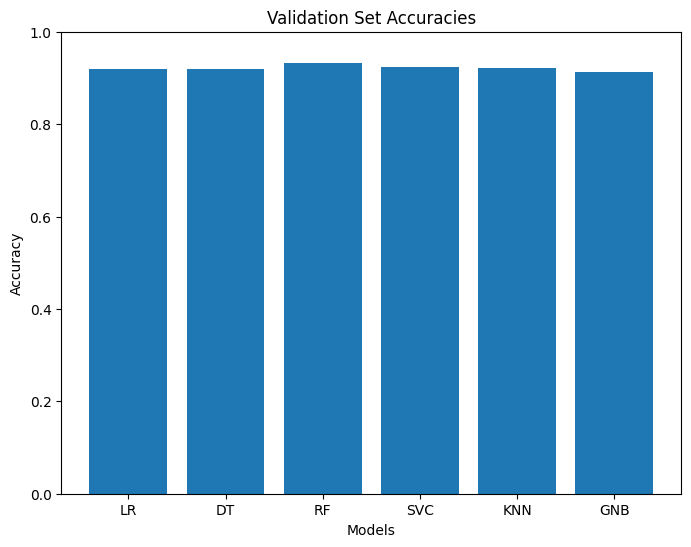 Validation Set Accuracies
1.0
0.8
0.6
0.4
0.2
0.0
Accuracy
LR DT RF SVC KNN GNB
Models